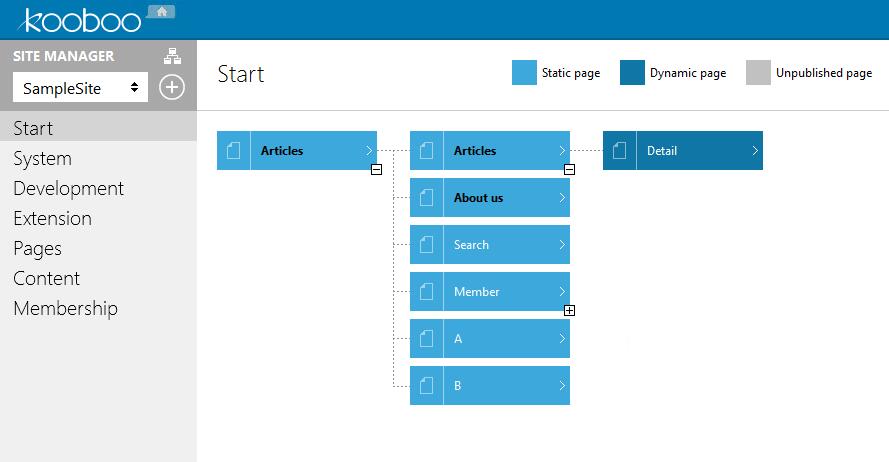 kooboo
SITE MANAGER
SampleSite
Start
System
Development
Extension
Pages
Content
Membership
Start
Static page
Dynamic page
Unpublished page
Articles
Articles
Detail
About us
Search
Member
A
B